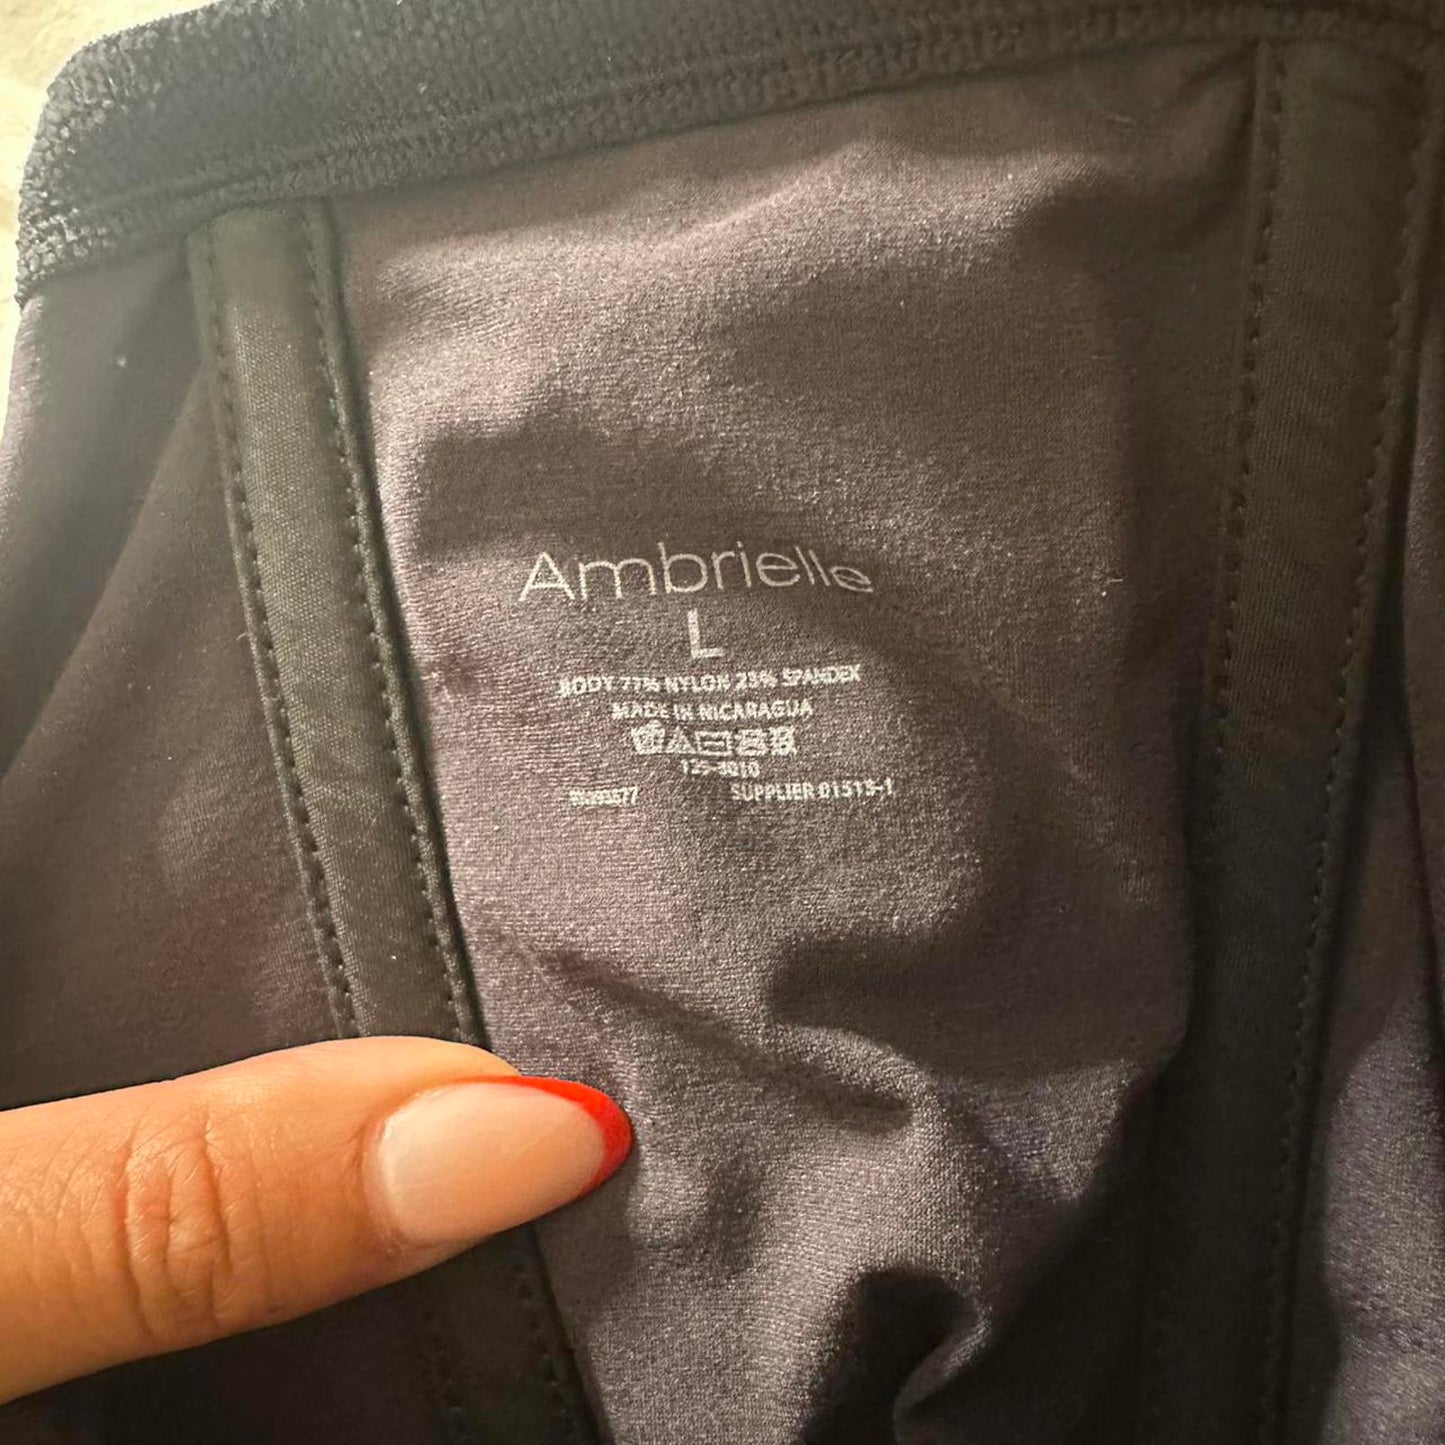 Ambrielle
L
BODY 77% NYLON 23% SPANDEX
MADE IN NICARAGUA
SUPPLIER 01515-1